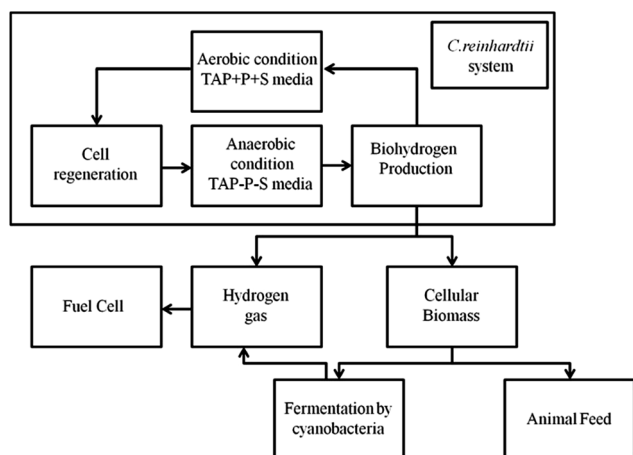 Aerobic condition
TAP+P+S media
C.reinhardtii
system
Cell
regeneration
Anaerobic
condition
TAP-P-S media
Biohydrogen
Production
Fuel Cell
Hydrogen
gas
Cellular
Biomass
Fermentation by
cyanobacteria
Animal Feed